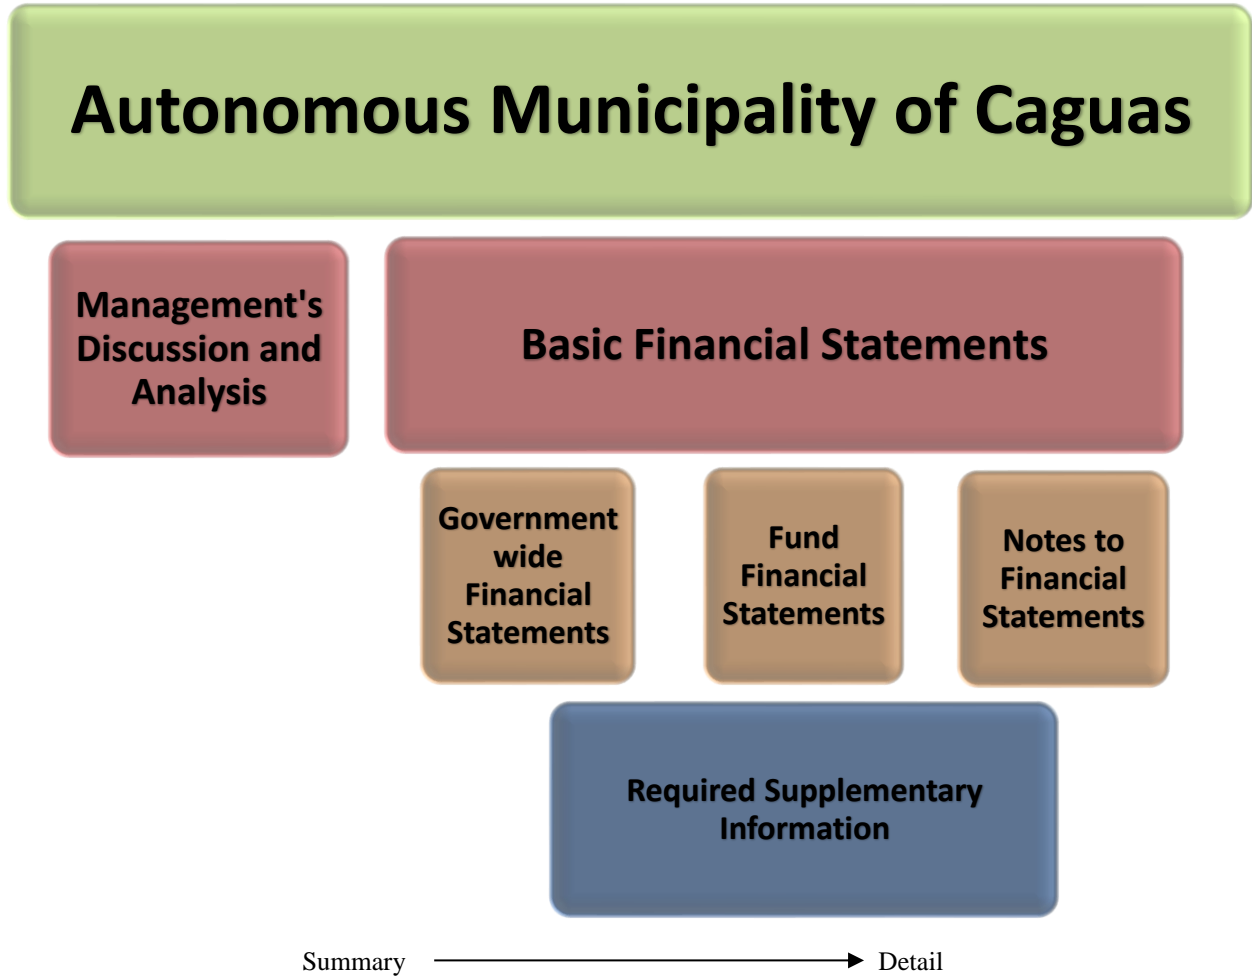 Autonomous Municipality of Caguas
Management's
Discussion and
Analysis
Basic Financial Statements
Government
wide
Financial
Statements
Fund
Financial
Statements
Notes to
Financial
Statements
Required Supplementary
Information
Summary
Detail